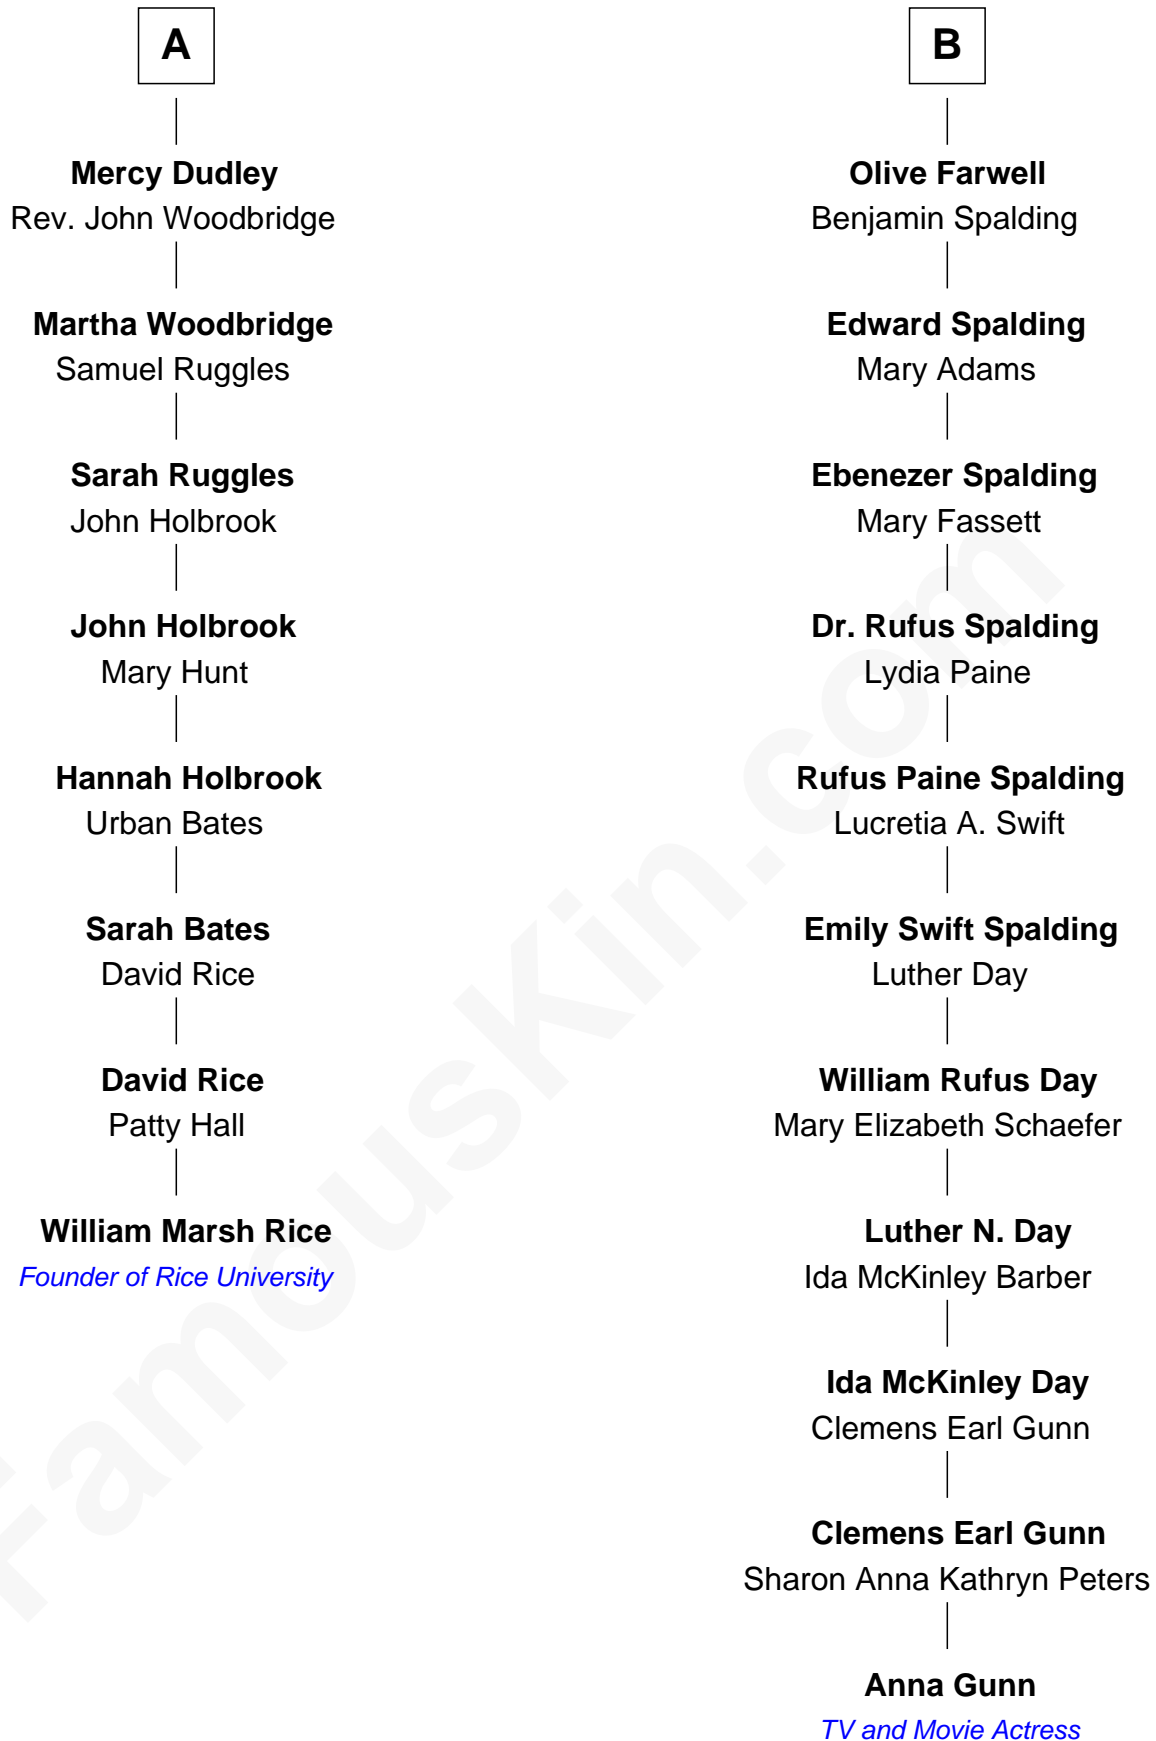 A
Mercy Dudley
Rev. John Woodbridge
Martha Woodbridge
Samuel Ruggles
Sarah Ruggles
John Holbrook
John Holbrook
Mary Hunt
Hannah Holbrook
Urban Bates
Sarah Bates
David Rice
David Rice
Patty Hall
William Marsh Rice
Founder of Rice University
B
Olive Farwell
Benjamin Spalding
Edward Spalding
Mary Adams
Ebenezer Spalding
Mary Fassett
Dr. Rufus Spalding
Lydia Paine
Rufus Paine Spalding
Lucretia A. Swift
Emily Swift Spalding
Luther Day
William Rufus Day
Mary Elizabeth Schaefer
Luther N. Day
Ida McKinley Barber
Ida McKinley Day
Clemens Earl Gunn
Clemens Earl Gunn
Sharon Anna Kathryn Peters
Anna Gunn
TV and Movie Actress
FamousKin.com